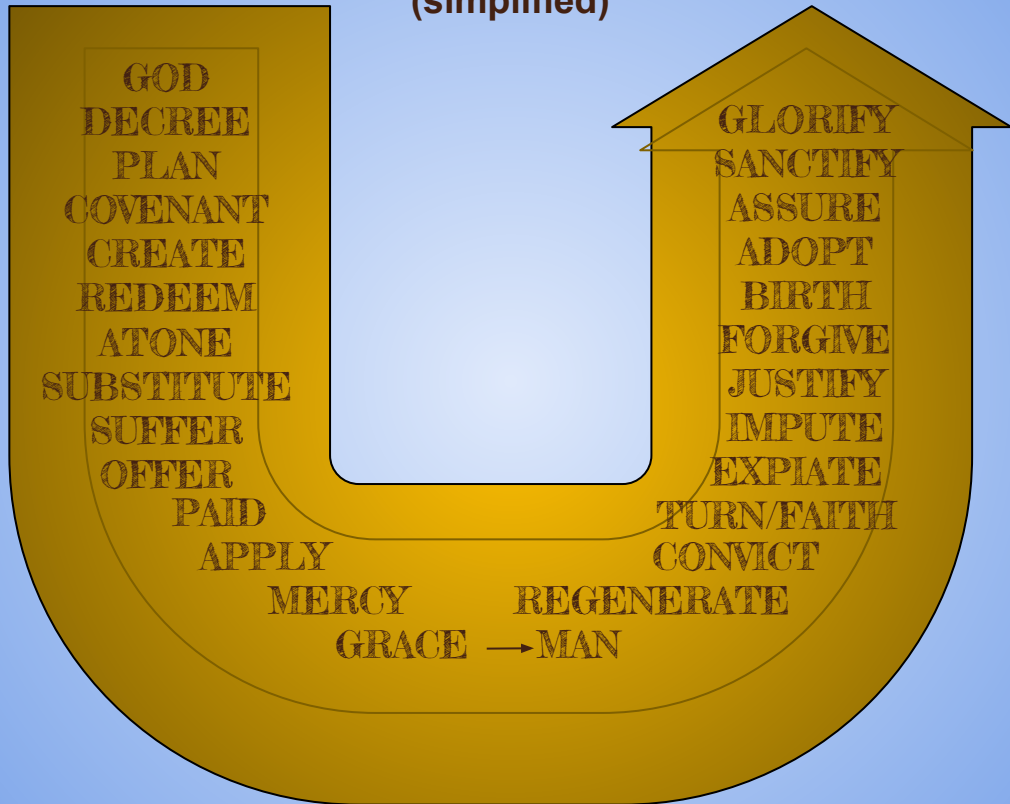 (simplified)
GOD
DECREE
PLAN
COVENANT
CREATE
REDEEM
ATONE
SUBSTITUTE
SUFFER
OFFER
PAID
APPLY
MERCY
GRACE → MAN
REGENERATE
CONVICT
TURN/FAITH
EXPIATE
IMPUTE
JUSTIFY
FORGIVE
BIRTH
ADOPT
ASSURE
SANCTIFY
GLORIFY